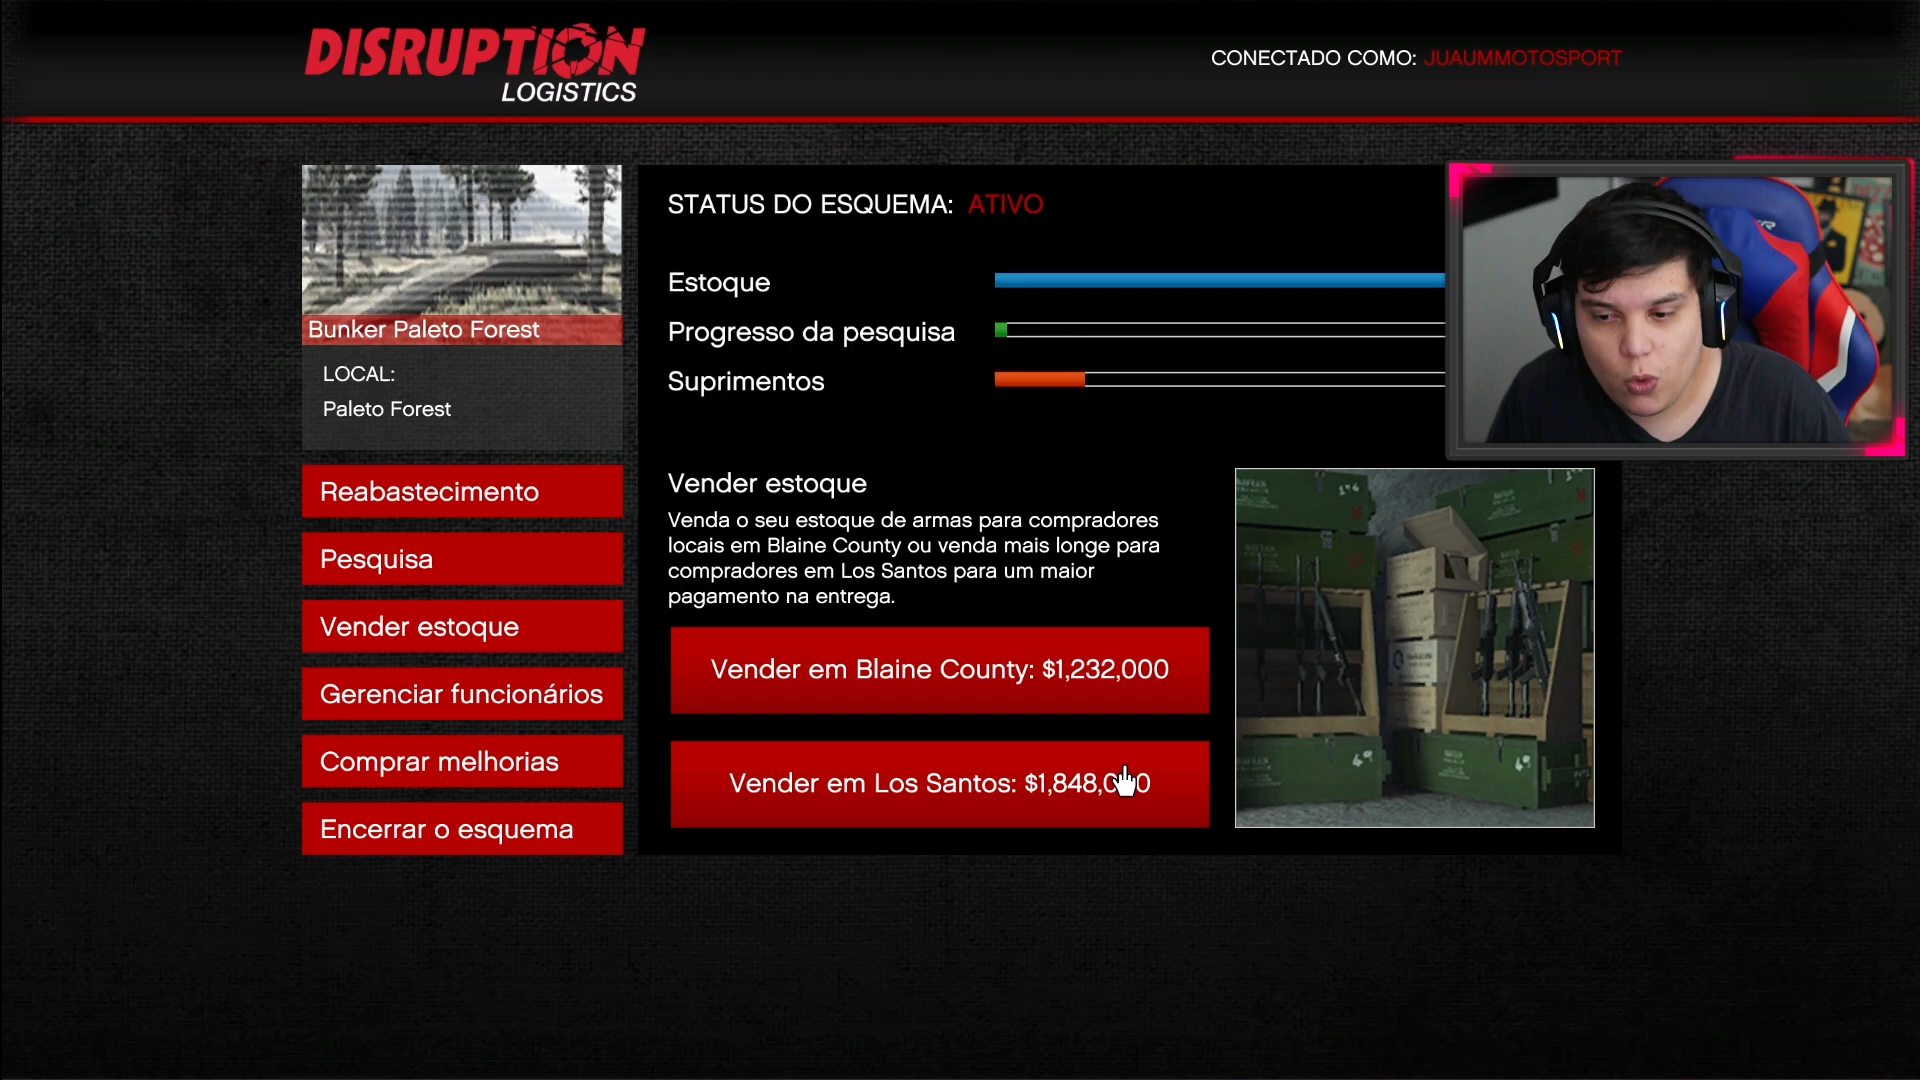 DISRUPTION
LOGISTICS
CONECTADO COMO: JUAUMMOTOSPORT
Bunker Paleto Forest
LOCAL:
Paleto Forest
Reabastecimento
Pesquisa
Vender estoque
Gerenciar funcionários
Comprar melhorias
Encerrar o esquema
STATUS DO ESQUEMA: ATIVO
Estoque
Progresso da pesquisa
Suprimentos
Vender estoque
Venda o seu estoque de armas para compradores
locais em Blaine County ou venda mais longe para
compradores em Los Santos para um maior
pagamento na entrega.
Vender em Blaine County: $1,232,000
Vender em Los Santos: $1,848,000